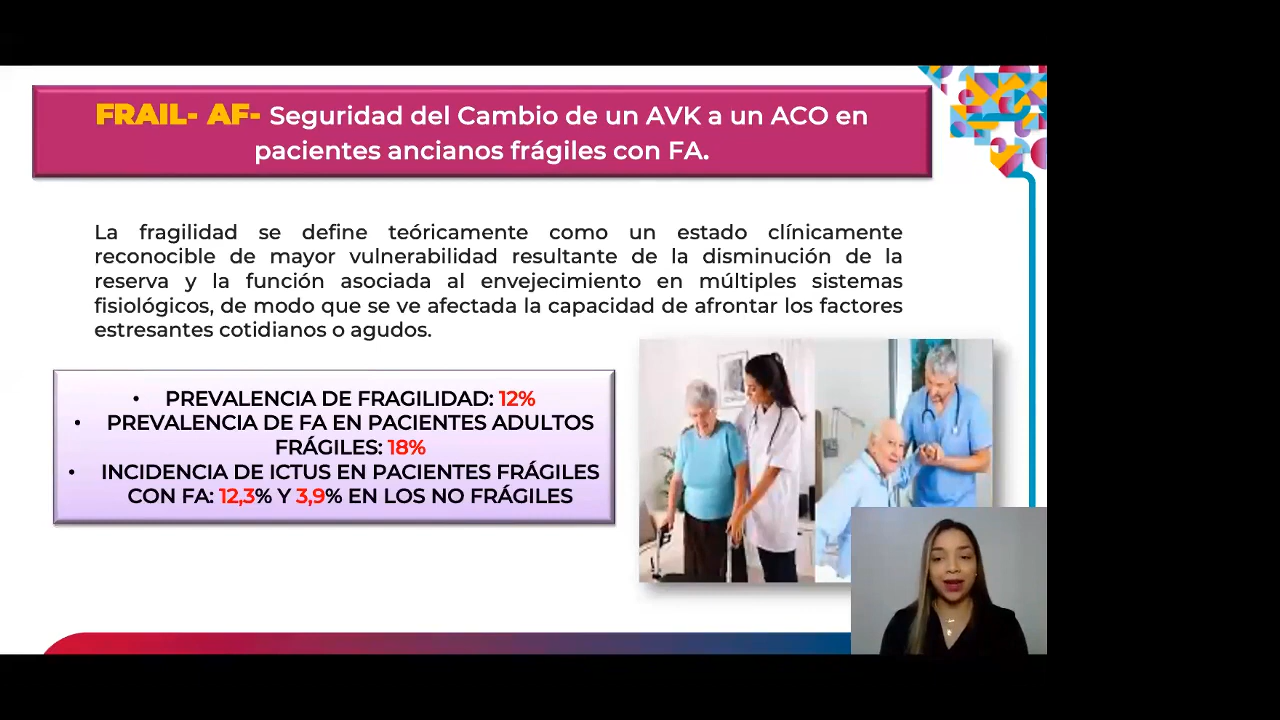 FRAIL- AF- Seguridad del Cambio de un AVK a un ACO en
pacientes ancianos frágiles con FA.
La fragilidad se define teóricamente como un estado clínicamente
reconocible de mayor vulnerabilidad resultante de la disminución de la
reserva y la función asociada al envejecimiento en múltiples sistemas
fisiológicos, de modo que se ve afectada la capacidad de afrontar los factores
estresantes cotidianos o agudos.
• PREVALENCIA DE FRAGILIDAD: 12%
• PREVALENCIA DE FA EN PACIENTES ADULTOS
FRÁGILES: 18%
• INCIDENCIA DE ICTUS EN PACIENTES FRÁGILES
CON FA: 12,3% Y 3,9% EN LOS NO FRÁGILES